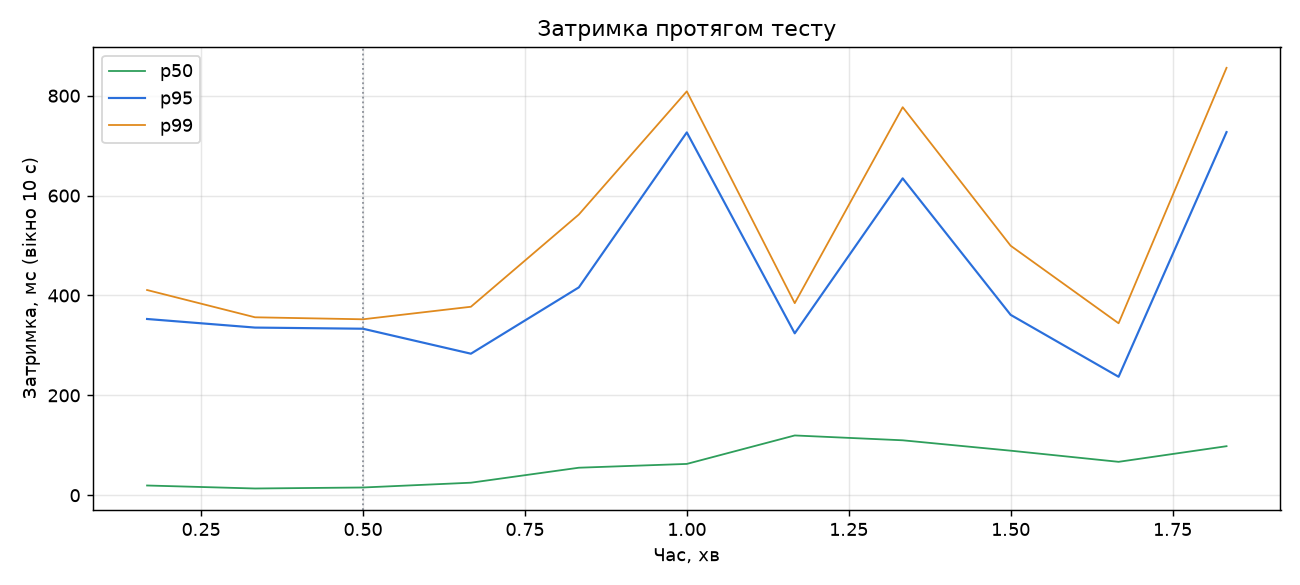 Затримка протягом тесту
p50
p95
p99
Затримка, мс (вікно 10 с)
800
600
400
200
0
0.25 0.50 0.75 1.00 1.25 1.50 1.75
Час, хв